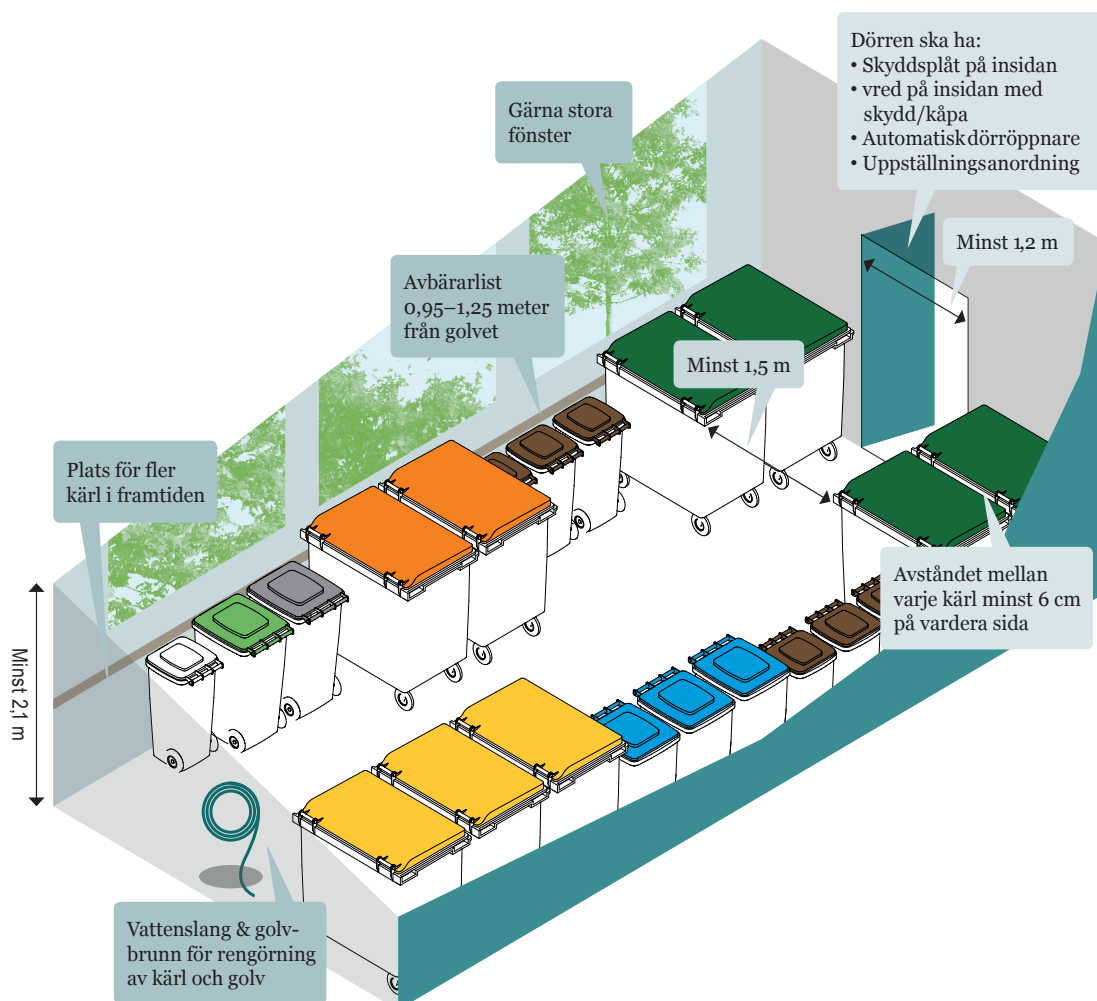 Dörren ska ha:
• Skyddsplåt på insidan
• vred på insidan med
skydd/kåpa
• Automatisk dörröppnare
• Uppställningsanordning
Gärna stora
fönster
Minst 1,2 m
Avbärarlist
0,95–1,25 meter
från golvet
Minst 1,5 m
Plats för fler
kärl i framtiden
Avståndet mellan
varje kärl minst 6 cm
på vardera sida
Minst 2,1 m
Vattenslang & golv-
brunn för rengörning
av kärl och golv